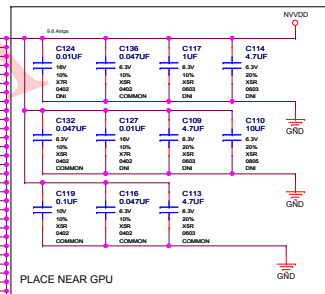 NVVDD
9.6 Amps
C124 C136 C117 C114
0.01UF 0.047UF 1UF 4.7UF
16V 6.3V 6.3V 6.3V
10% 10% 10% 20%
X7R X5R X5R X5R
0402 0402 0603 0603
DNI COMMON DNI DNI
GND
C132 C127 C109 C110
0.047UF 0.01UF 4.7UF 10UF
6.3V 16V 6.3V 6.3V
10% 10% 20% 20%
X5R X7R X5R X5R
0402 0402 0603 0805
COMMON DNI COMMON DNI
GND
C119 C116 C113
0.1UF 0.047UF 4.7UF
16V 6.3V 6.3V
10% 10% 20%
X5R X5R X5R
0402 0402 0603
COMMON COMMON COMMON
GND
PLACE NEAR GPU